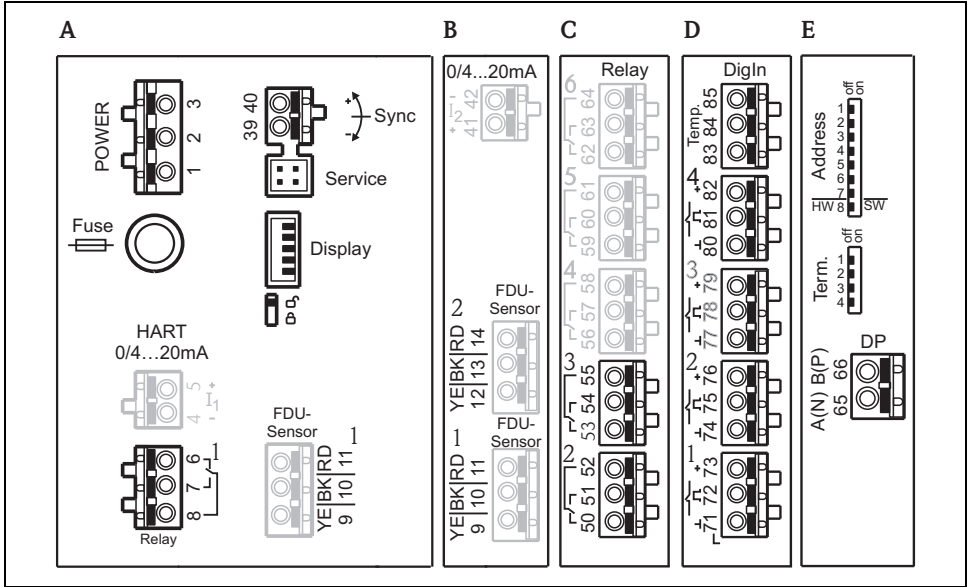 A
POWER
3
2
1
39 40
+
-
Sync
Service
Fuse
Display
HART
0/4...20mA
4 5
- I1 +
6
7
8
1
Relay
FDU-
Sensor
YE|BK|RD
9 |10| 11
1
B
0/4...20mA
- I2 +
41 42
2
FDU-
Sensor
YE|BK|RD
12|13|14
1
FDU-
Sensor
YE|BK|RD
9 |10| 11
C
Relay
6
62 63 64
5
59 60 61
4
56 57 58
3
53 54 55
2
50 51 52
D
DigIn
Temp.
83 84 85
4
+
80 81 82
3
+
77 78 79
2
+
74 75 76
1
+
71 72 73
E
off
on
Address
1
2
3
4
5
6
7
HW 8 SW
off
on
Term.
1
2
3
4
DP
A(N) B(P)
65 66